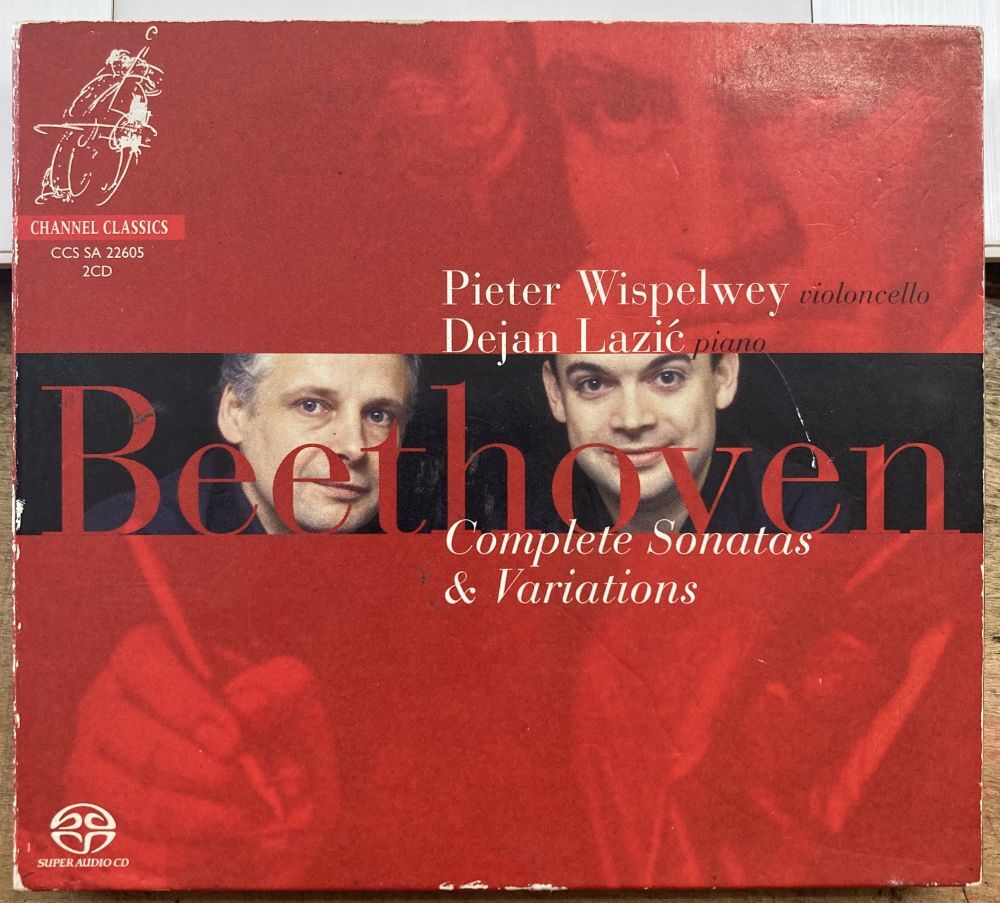 CHANNEL CLASSICS
CCS SA 22605
2CD
Pieter Wispelwey violoncello
Dejan Lazić piano
Beethoven
Complete Sonatas
& Variations
SUPER AUDIO CD